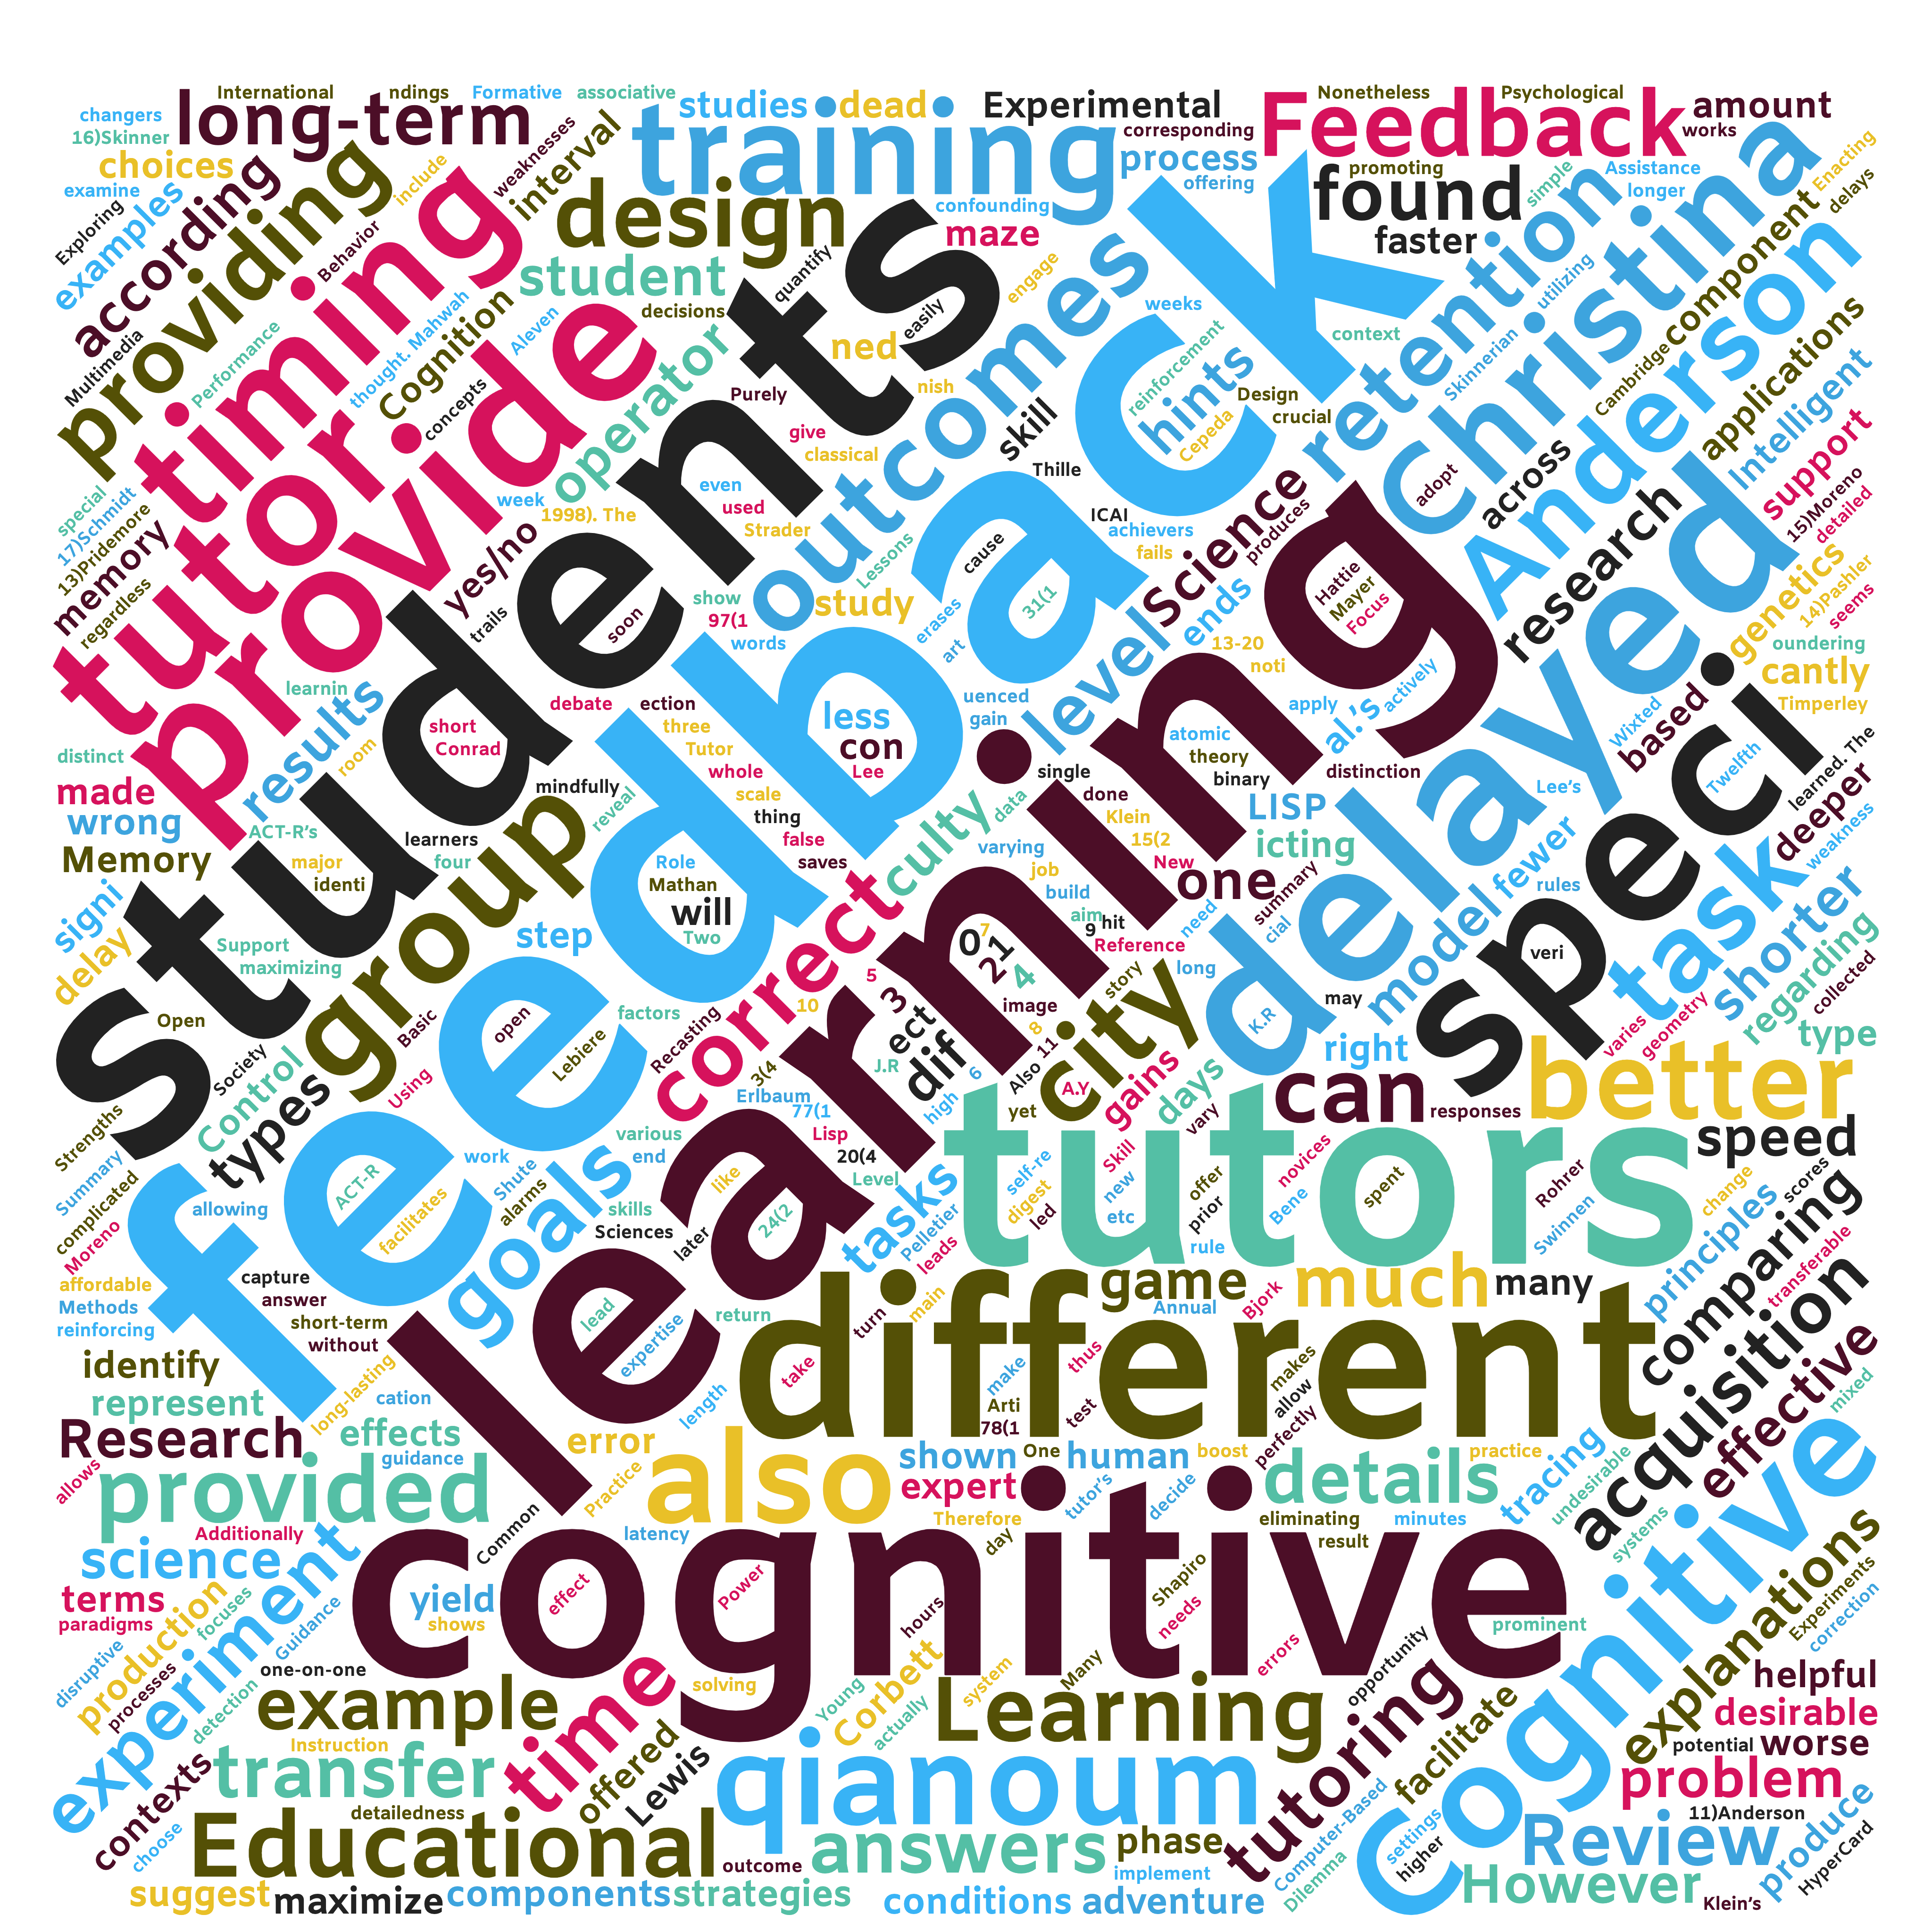 International
ndings
Formative
associative
changers
long-term
studies
dead
Experimental
Feedback
Nonetheless
Psychological
amount
16)Skinner
training
corresponding
works
choices
weaknesses
interval
process
offering
promoting
simple
Assistance
longer
Enacting
delays
examine
examples
according
providing
include
timing
design
confounding
maze
found
faster
retention
Christina
component
Exploring
Behavior
student
quantify
engage
students
outcomes
weeks
feedback
context
utilizing
Anderson
Multimedia
Performance
thought. Mahwah
Cognition
Aleven
provide
decisions
easily
ned
reinforcement
hints
Skinnerian
Cambridge
applications
Intelligent
concepts
operator
Purely
nish
skill
Cepeda
Design
crucial
support
give
classical
Thille
adopt
across
special
17)Schmidt
13)Pridemore
memory
regardless
tutor
week
1998). The
even
used
Strader
ICAI
achievers
fails
Science
produces
research
15)Moreno
detailed
yes/no
trails
soon
Lessons
cause
study
show
97(1
words
erases
art
31(1
level
ends
Hattie
Mayer
Focus
learning
delayed
genetics
14)Pashler
seems
13-20
noti
oundering
cantly
Timperley
learnin
results
room
distinct
short
Conrad
debate
ection
three
Tutor
whole
scale
thing
false
saves
less
con
Lee
uenced
gain
apply
actively
al.'s
atomic
theory
binary
distinction
Wixted
based
speci
Twelfth
learned. The
made
wrong
Memory
ACT-R's
major
identi
learners
four
group
mindfully
reveal
Role
Mathan
will
Two
culty
data
single
done
Klein
15(2
New
varying
job
build
aim
9
hit
Reference
LISP
icting
one
summary
cial
need
long
Lee's
fewer
rules
model
task
deeper
weakness
shorter
regarding
collected
signi
delay
Support
maximizing
step
correct
factors
Recasting
10
5
3
0
7
1
2
4
image
8
11
Also
story
city
may
K.R
veri
varies
geometry
type
Open
Society
Control
types
Basic
Using
open
Lebiere
3(4
Erlbaum
77(1
J.R
ect
dif
6
high
yet
A.Y
gains
days
vary
right
can
responses
better
speed
Strengths
Summary
complicated
Moreno
allowing
ACT-R
facilitates
work
Shute
alarms
goals
various
end
skills
Sciences
later
like
24(2
Lisp
20(4
Level
tasks
Pelletier
leads
tutors
self-re
digest
led
Skill
new
etc
offer
prior
rule
novices
Bene
spent
Rohrer
Swinnen
change
scores
principles
comparing
transferable
affordable
Methods
reinforcing
capture
answer
short-term
without
lead
expertise
return
turn
main
game
Annual
Bjork
much
many
different
identify
represent
long-lasting
cation
length
take
make
Arti
78(1
thus
test
makes
allow
perfectly
acquisition
effective
mixed
Research
allows
effects
guidance
error
also
shown
One
human
boost
expert
details
practice
tracing
undesirable
provided
Practice
Additionally
Common
latency
Therefore
day
tutor's
decide
eliminating
result
minutes
systems
cognitive
Cognitive
science
terms
paradigms
experiment
production
focuses
Guidance
yield
shows
effect
Power
hours
Shapiro
needs
errors
prominent
opportunity
explanations
Experiments
correction
disruptive
processes
detection
one-on-one
example
time
solving
Young
Corbett
actually
system
Many
Learning
tutoring
facilitate
helpful
desirable
potential
worse
Instruction
contexts
transfer
offered
Lewis
qianoum
problem
choose
detailedness
Educational
outcome
answers
phase
implement
Computer-Based
Dilemma
settings
higher
11)Anderson
Review
produce
HyperCard
suggest
maximize
components
strategies
conditions
adventure
However
Klein's